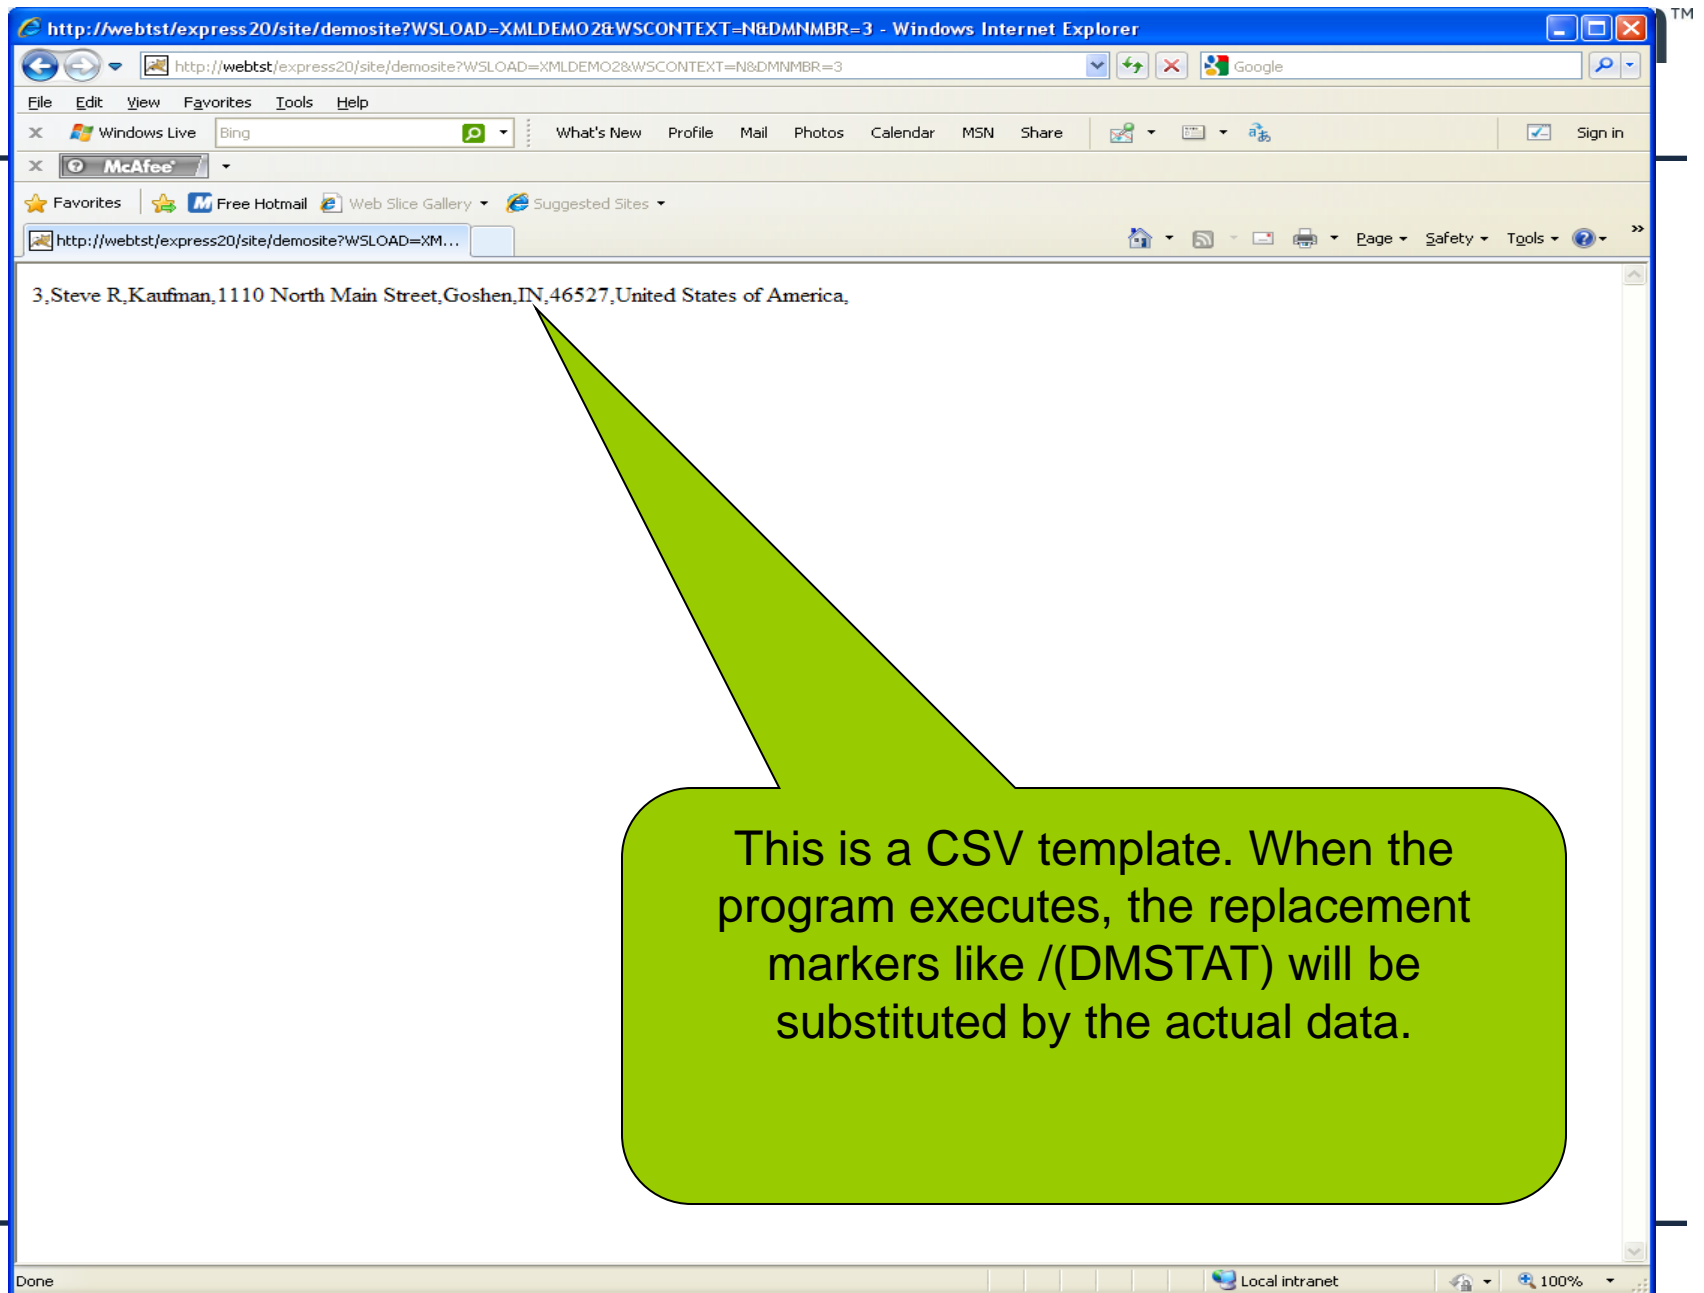 TM
http://webtst/express20/site/demosite?WSLOAD=XMLDEMO2&WSCONTEXT=N&DMNMBR=3 - Windows Internet Explorer
http://webtst/express20/site/demosite?WSLOAD=XMLDEMO2&WSCONTEXT=N&DMNMBR=3 Google
File Edit View Favorites Tools Help
x Windows Live Bing What's New Profile Mail Photos Calendar MSN Share Sign in
x McAfee
Favorites Free Hotmail Web Slice Gallery Suggested Sites
http://webtst/express20/site/demosite?WSLOAD=XM... Page Safety Tools »
3,Steve R,Kaufman,1110 North Main Street,Goshen,IN,46527,United States of America,
This is a CSV template. When the
program executes, the replacement
markers like /(DMSTAT) will be
substituted by the actual data.
Done Local intranet 100%